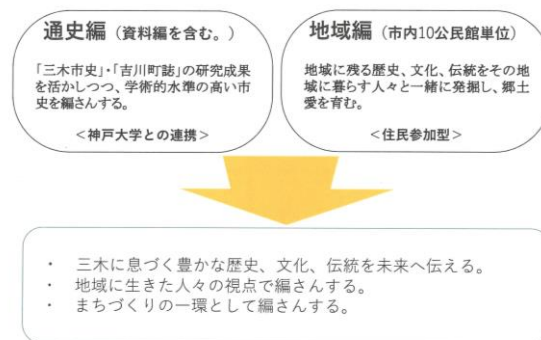 通史編（資料編を含む。）
「三木市史」・「吉川町誌」の研究成果
を活かしつつ、学術的水準の高い市
史を編さんする。
＜神戸大学との連携＞
地域編（市内10公民館単位）
地域に残る歴史、文化、伝統をその地
域に暮らす人々と一緒に発掘し、郷土
愛を育む。
＜住民参加型＞
・ 三木に息づく豊かな歴史、文化、伝統を未来へ伝える。
・ 地域に生きた人々の視点で編さんする。
・ まちづくりの一環として編さんする。